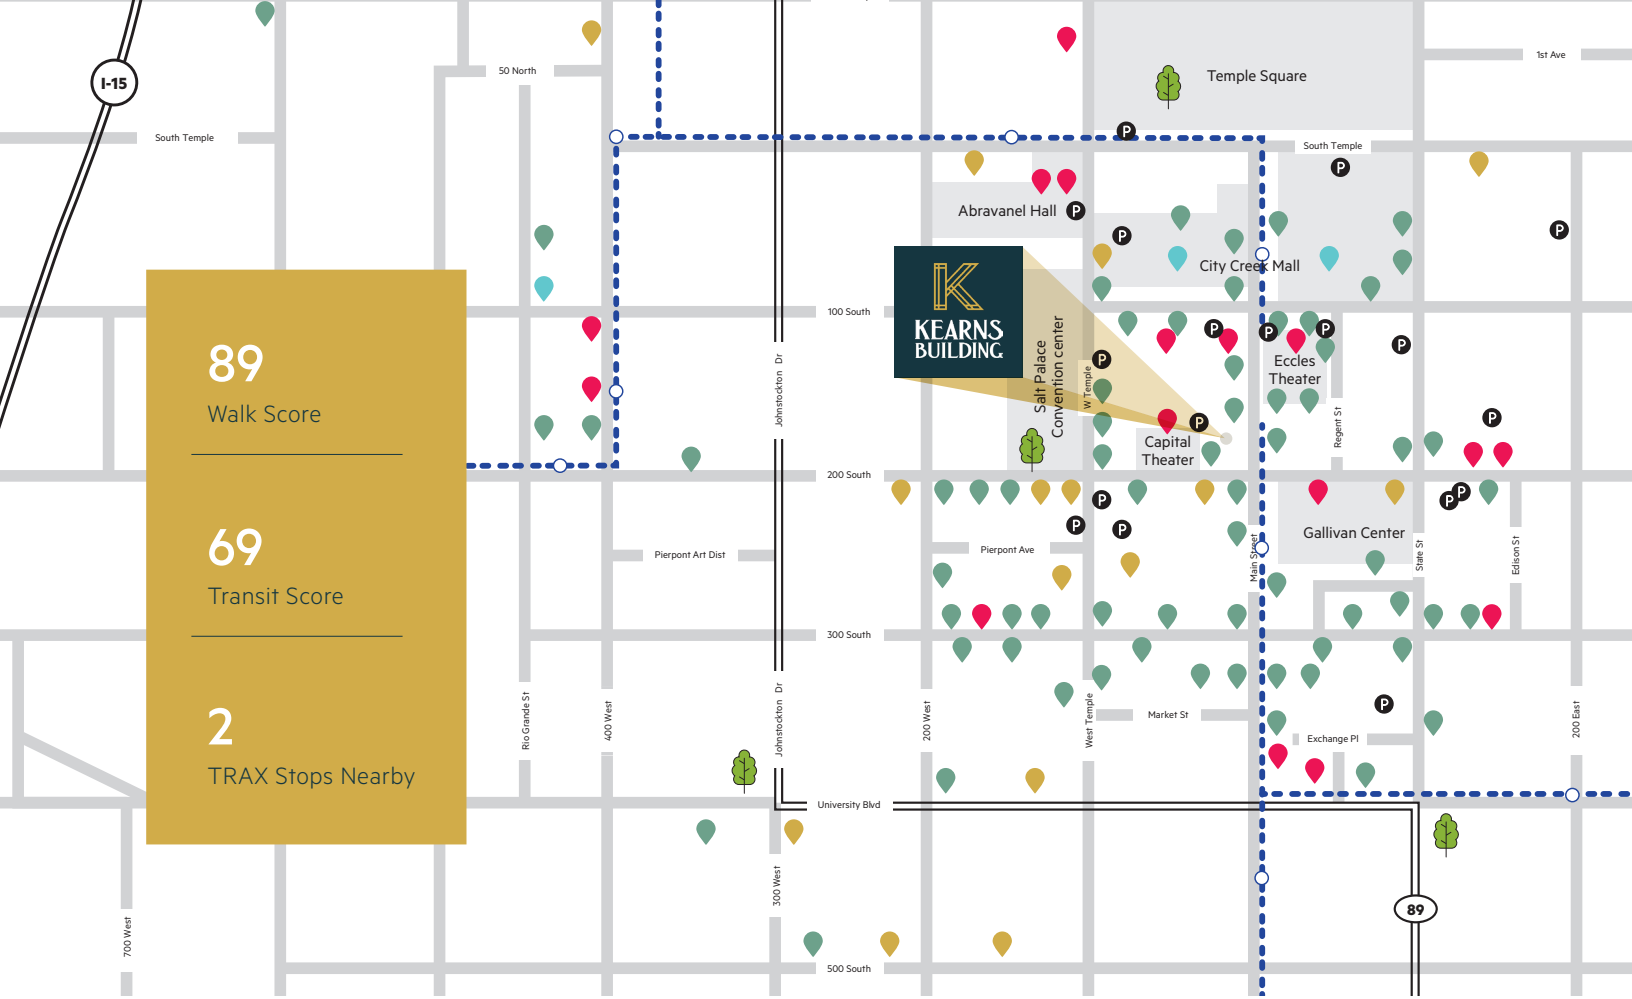 I-15
50 North
1st Ave
Temple Square
South Temple
P
South Temple
P
Abravanel Hall
P
P
P
City Creek Mall
KEARNS
BUILDING
100 South
P
P
P
P
P
Eccles
Theater
Salt Palace
Convention center
W Temple
Johnstockton Dr
Regent St
P
P
Capital
Theater
89
Walk Score
200 South
P
P
P
P
P
Gallivan Center
Pierpont Art Dist
Pierpont Ave
Main Street
State St
Edison St
69
Transit Score
300 South
Rio Grande St
400 West
Johnstockton Dr
200 West
West Temple
Market St
P
Exchange Pl
200 East
2
TRAX Stops Nearby
University Blvd
300 West
700 West
89
500 South